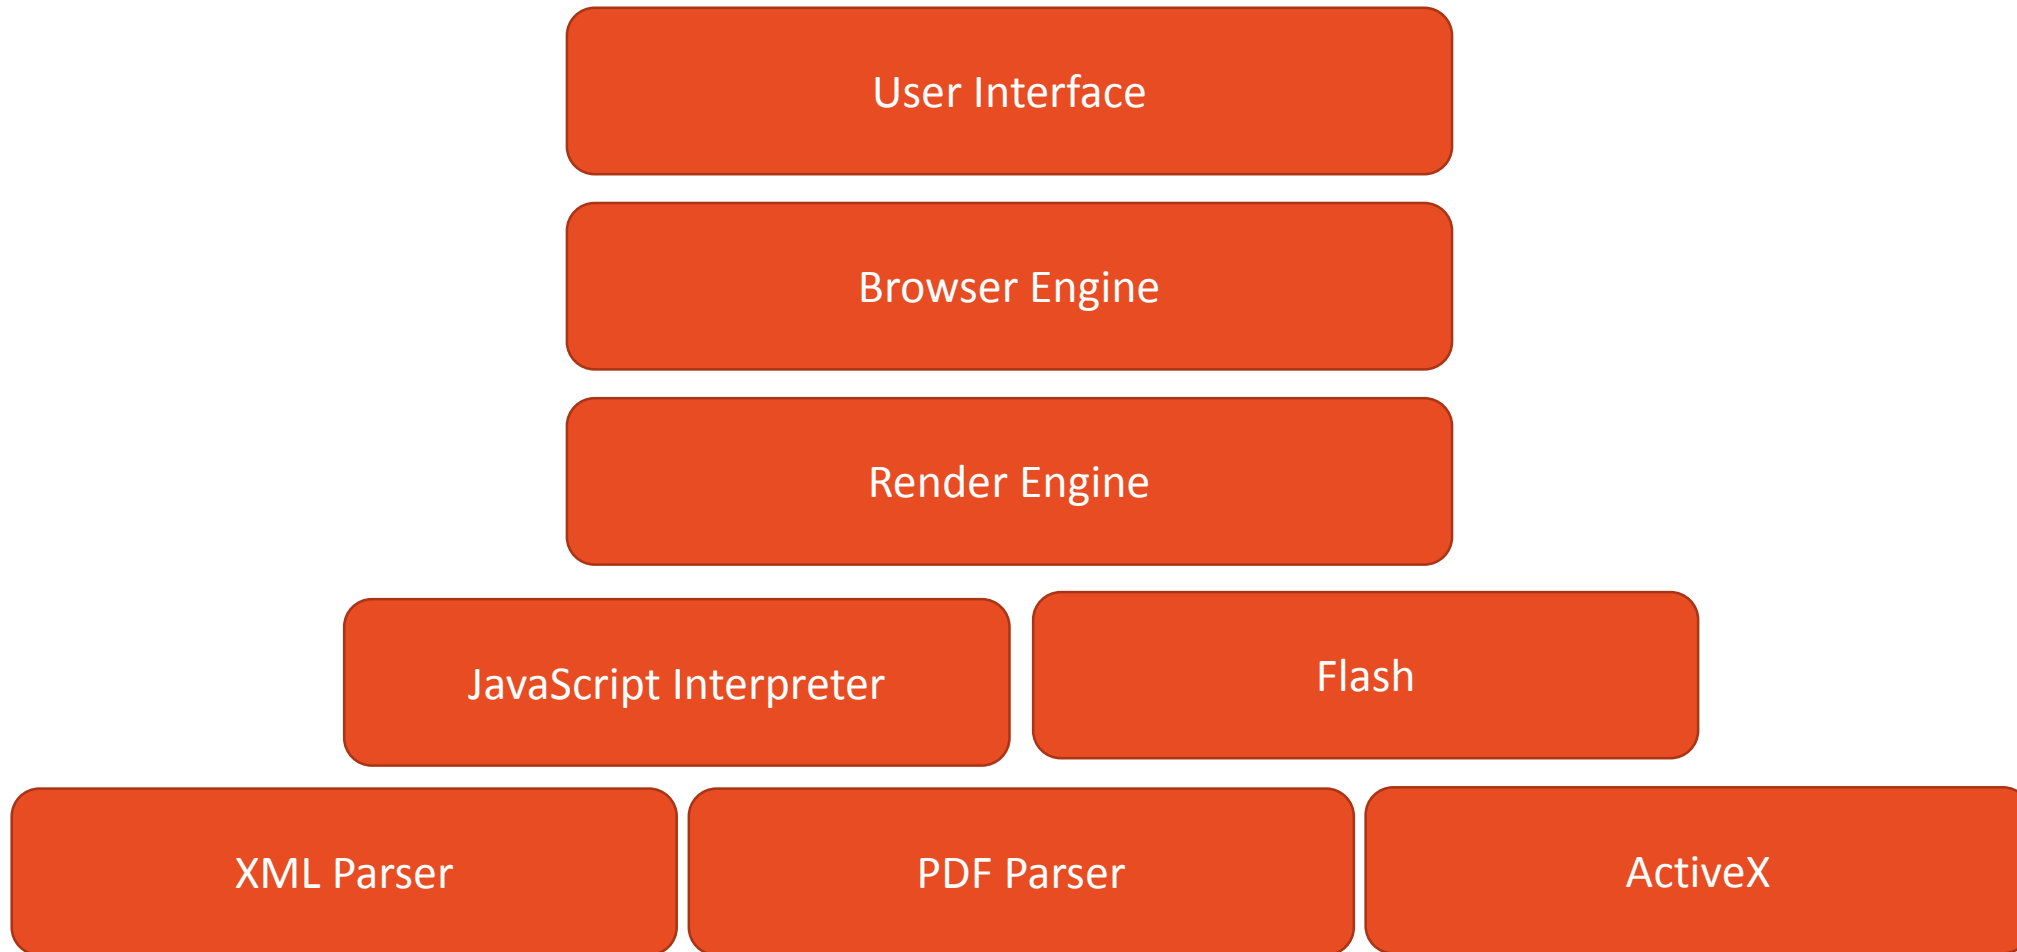 User Interface
Browser Engine
Render Engine
JavaScript Interpreter
Flash
XML Parser
PDF Parser
ActiveX